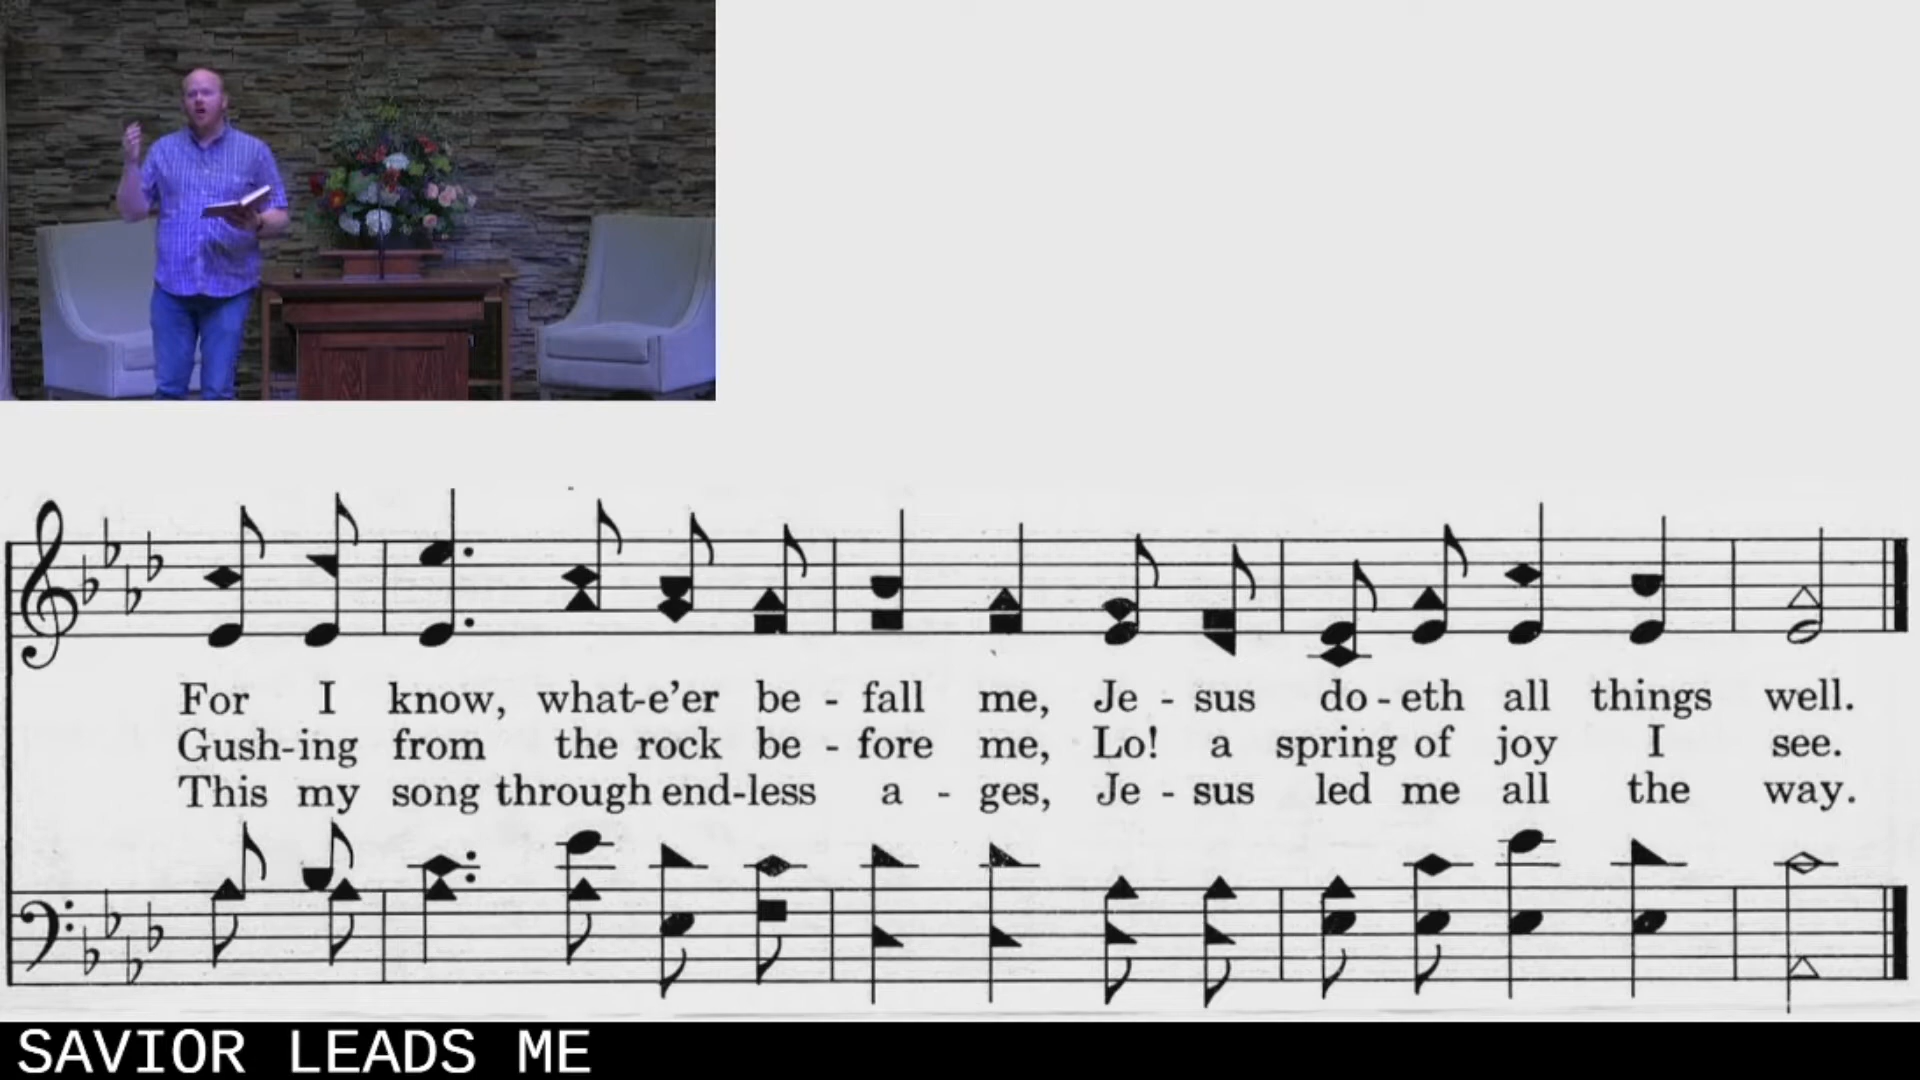 For I know, what-e'er be - fall me, Je - sus do - eth all things well.
Gush-ing from the rock be - fore me, Lo! a spring of joy I see.
This my song through end-less a - ges, Je - sus led me all the way.
SAVIOR LEADS ME